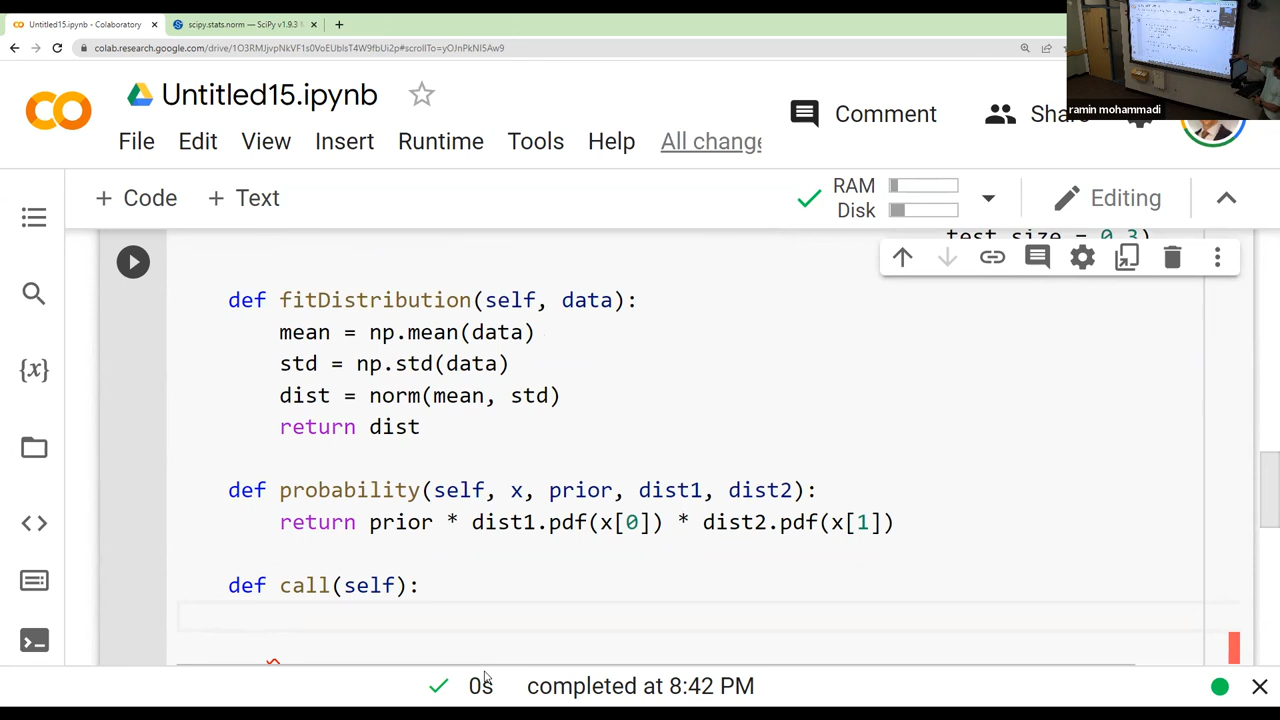 Untitled15.ipynb - Colaboratory
scipy.stats.norm — SciPy v1.9.3
colab.research.google.com/drive/1O3RMJjvpNkVF1s0VoEUblsT4W9fbUi2p#scrollTo=yOJnPkNI5Aw9
ramin mohammadi
Untitled15.ipynb
Comment
File Edit View Insert Runtime Tools Help All change
+ Code + Text
RAM
Disk
Editing
test_size = 0.3)
def fitDistribution(self, data):
mean = np.mean(data)
std = np.std(data)
dist = norm(mean, std)
return dist
def probability(self, x, prior, dist1, dist2):
return prior * dist1.pdf(x[0]) * dist2.pdf(x[1])
def call(self):
{x}
0s completed at 8:42 PM